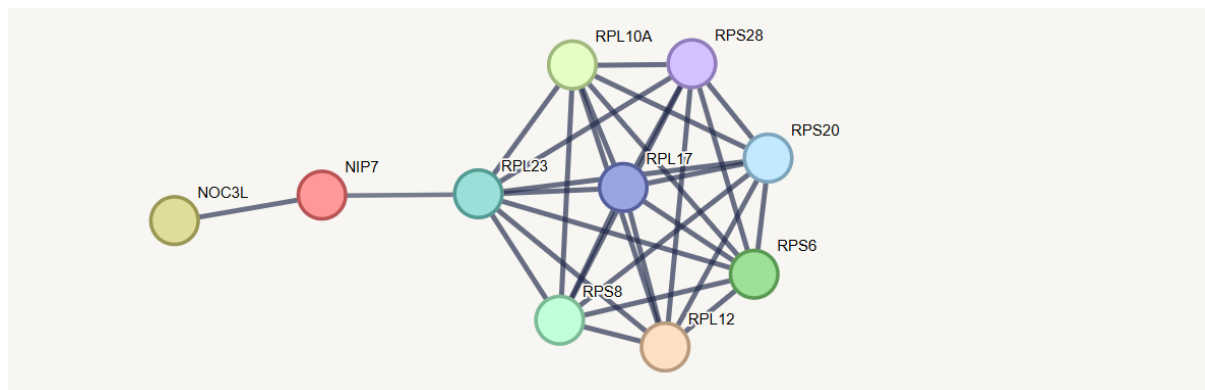 RPL10A
RPS28
RPS20
RPL17
RPL23
NIP7
NOC3L
RPS6
RPS8
RPL12